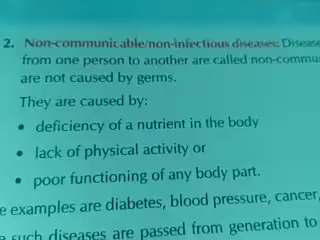 2. Non-communicable/non-infectious diseases: Disease
from one person to another are called non-commu
are not caused by germs.
They are caused by:
• deficiency of a nutrient in the body
• lack of physical activity or
• poor functioning of any body part.
e examples are diabetes, blood pressure, cancer,
such diseases are passed from generation to